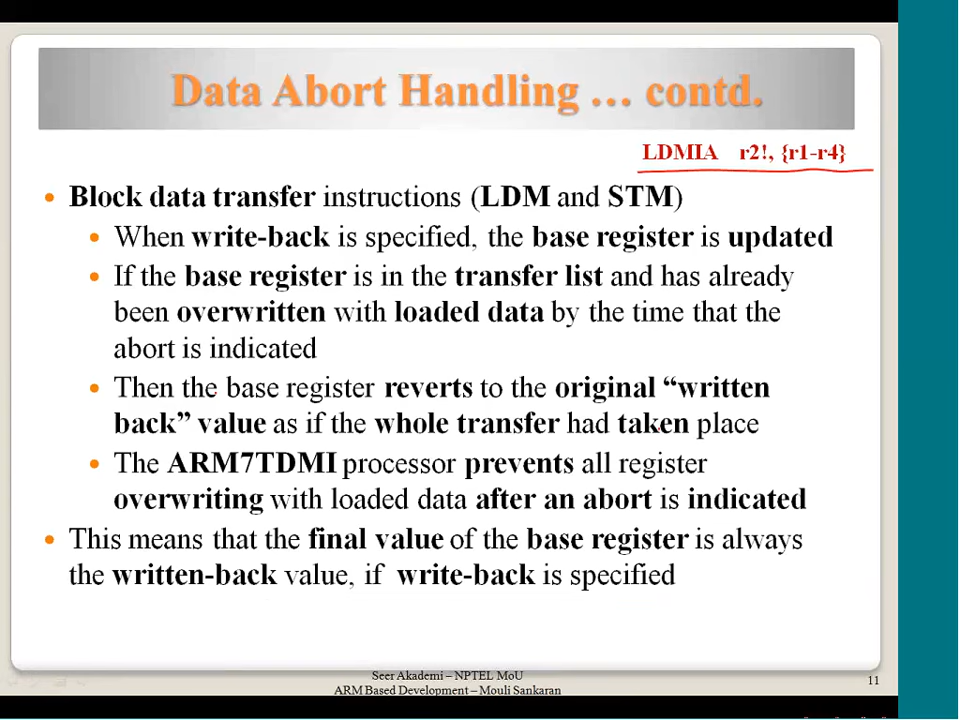 Data Abort Handling … contd.
LDMIA r2!, {r1-r4}
• Block data transfer instructions (LDM and STM)
• When write-back is specified, the base register is updated
• If the base register is in the transfer list and has already
been overwritten with loaded data by the time that the
abort is indicated
• Then the base register reverts to the original “written
back” value as if the whole transfer had taken place
• The ARM7TDMI processor prevents all register
overwriting with loaded data after an abort is indicated
• This means that the final value of the base register is always
the written-back value, if write-back is specified
Seer Akademi – NPTEL MoU
ARM Based Development – Mouli Sankaran
11